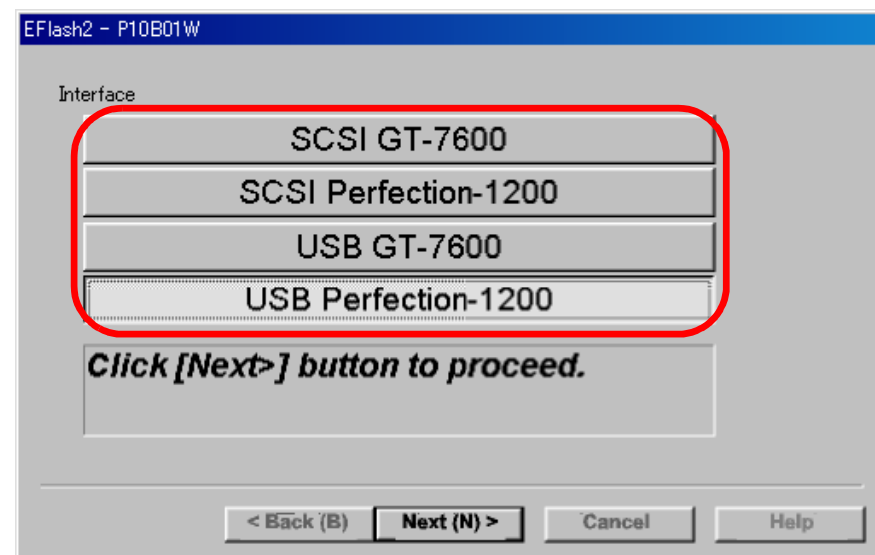 EFlash2 - P10B01W
Interface
SCSI GT-7600
SCSI Perfection-1200
USB GT-7600
USB Perfection-1200
Click [Next>] button to proceed.
< Back (B) Next (N) > Cancel Help